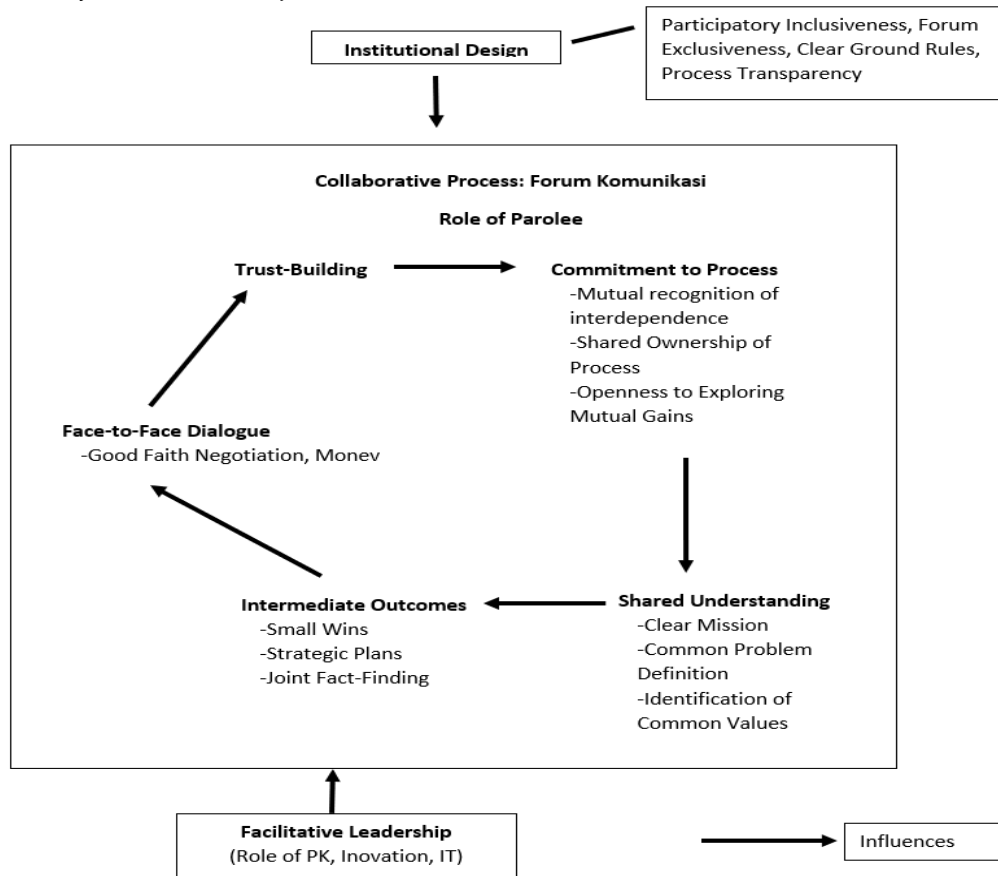 Institutional Design
Participatory Inclusiveness, Forum
Exclusiveness, Clear Ground Rules,
Process Transparency
Collaborative Process: Forum Komunikasi
Role of Parolee
Trust-Building
Commitment to Process
-Mutual recognition of
interdependence
-Shared Ownership of
Process
-Openness to Exploring
Mutual Gains
Face-to-Face Dialogue
-Good Faith Negotiation, Monev
Intermediate Outcomes
-Small Wins
-Strategic Plans
-Joint Fact-Finding
Shared Understanding
-Clear Mission
-Common Problem
Definition
-Identification of
Common Values
Facilitative Leadership
(Role of PK, Inovation, IT)
Influences